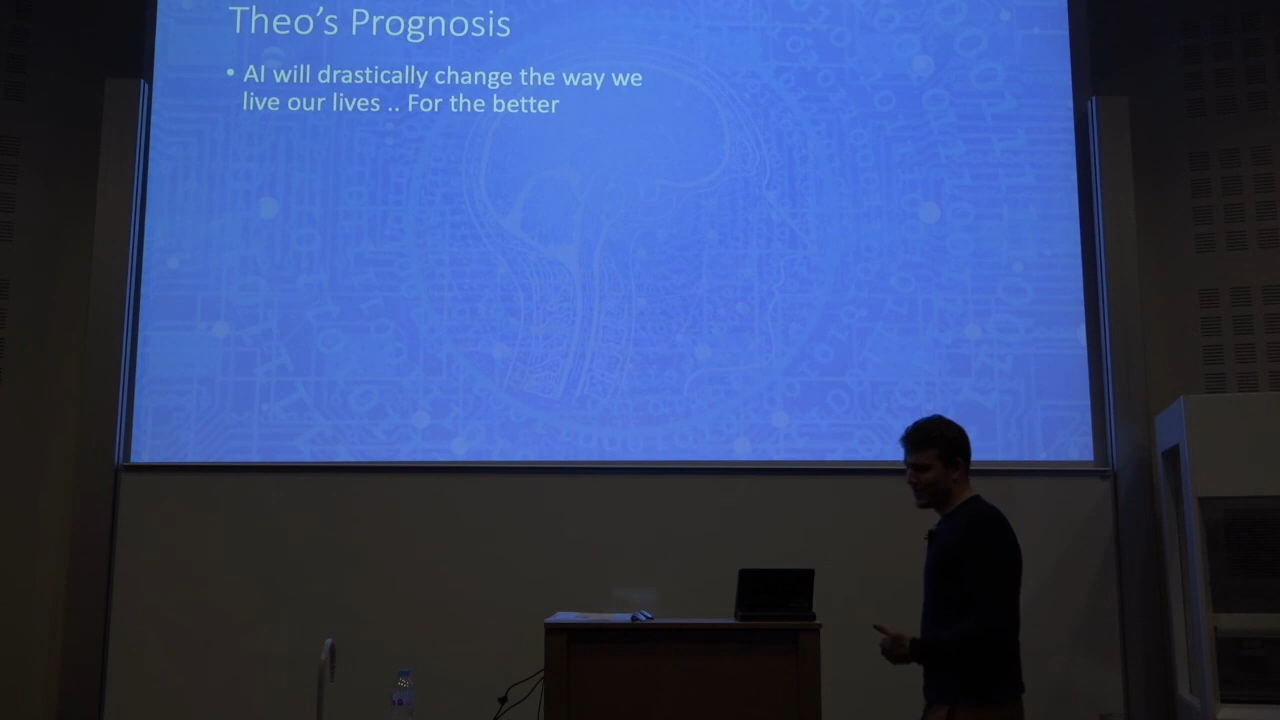 Theo's Prognosis
• AI will drastically change the way we
live our lives .. For the better